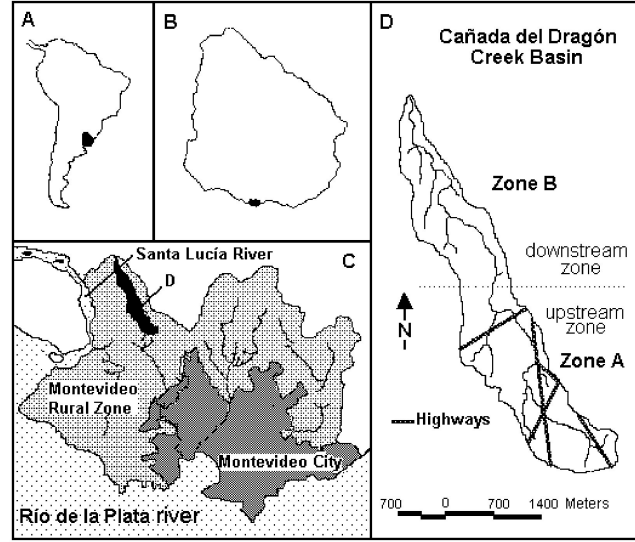 A
B
D
Cañada del Dragón
Creek Basin
Zone B
downstream
zone
upstream
zone
N
Zone A
Highways
700 0 700 1400 Meters
C
Santa Lucía River
D
Montevideo
Rural Zone
Montevideo City
Río de la Plata river